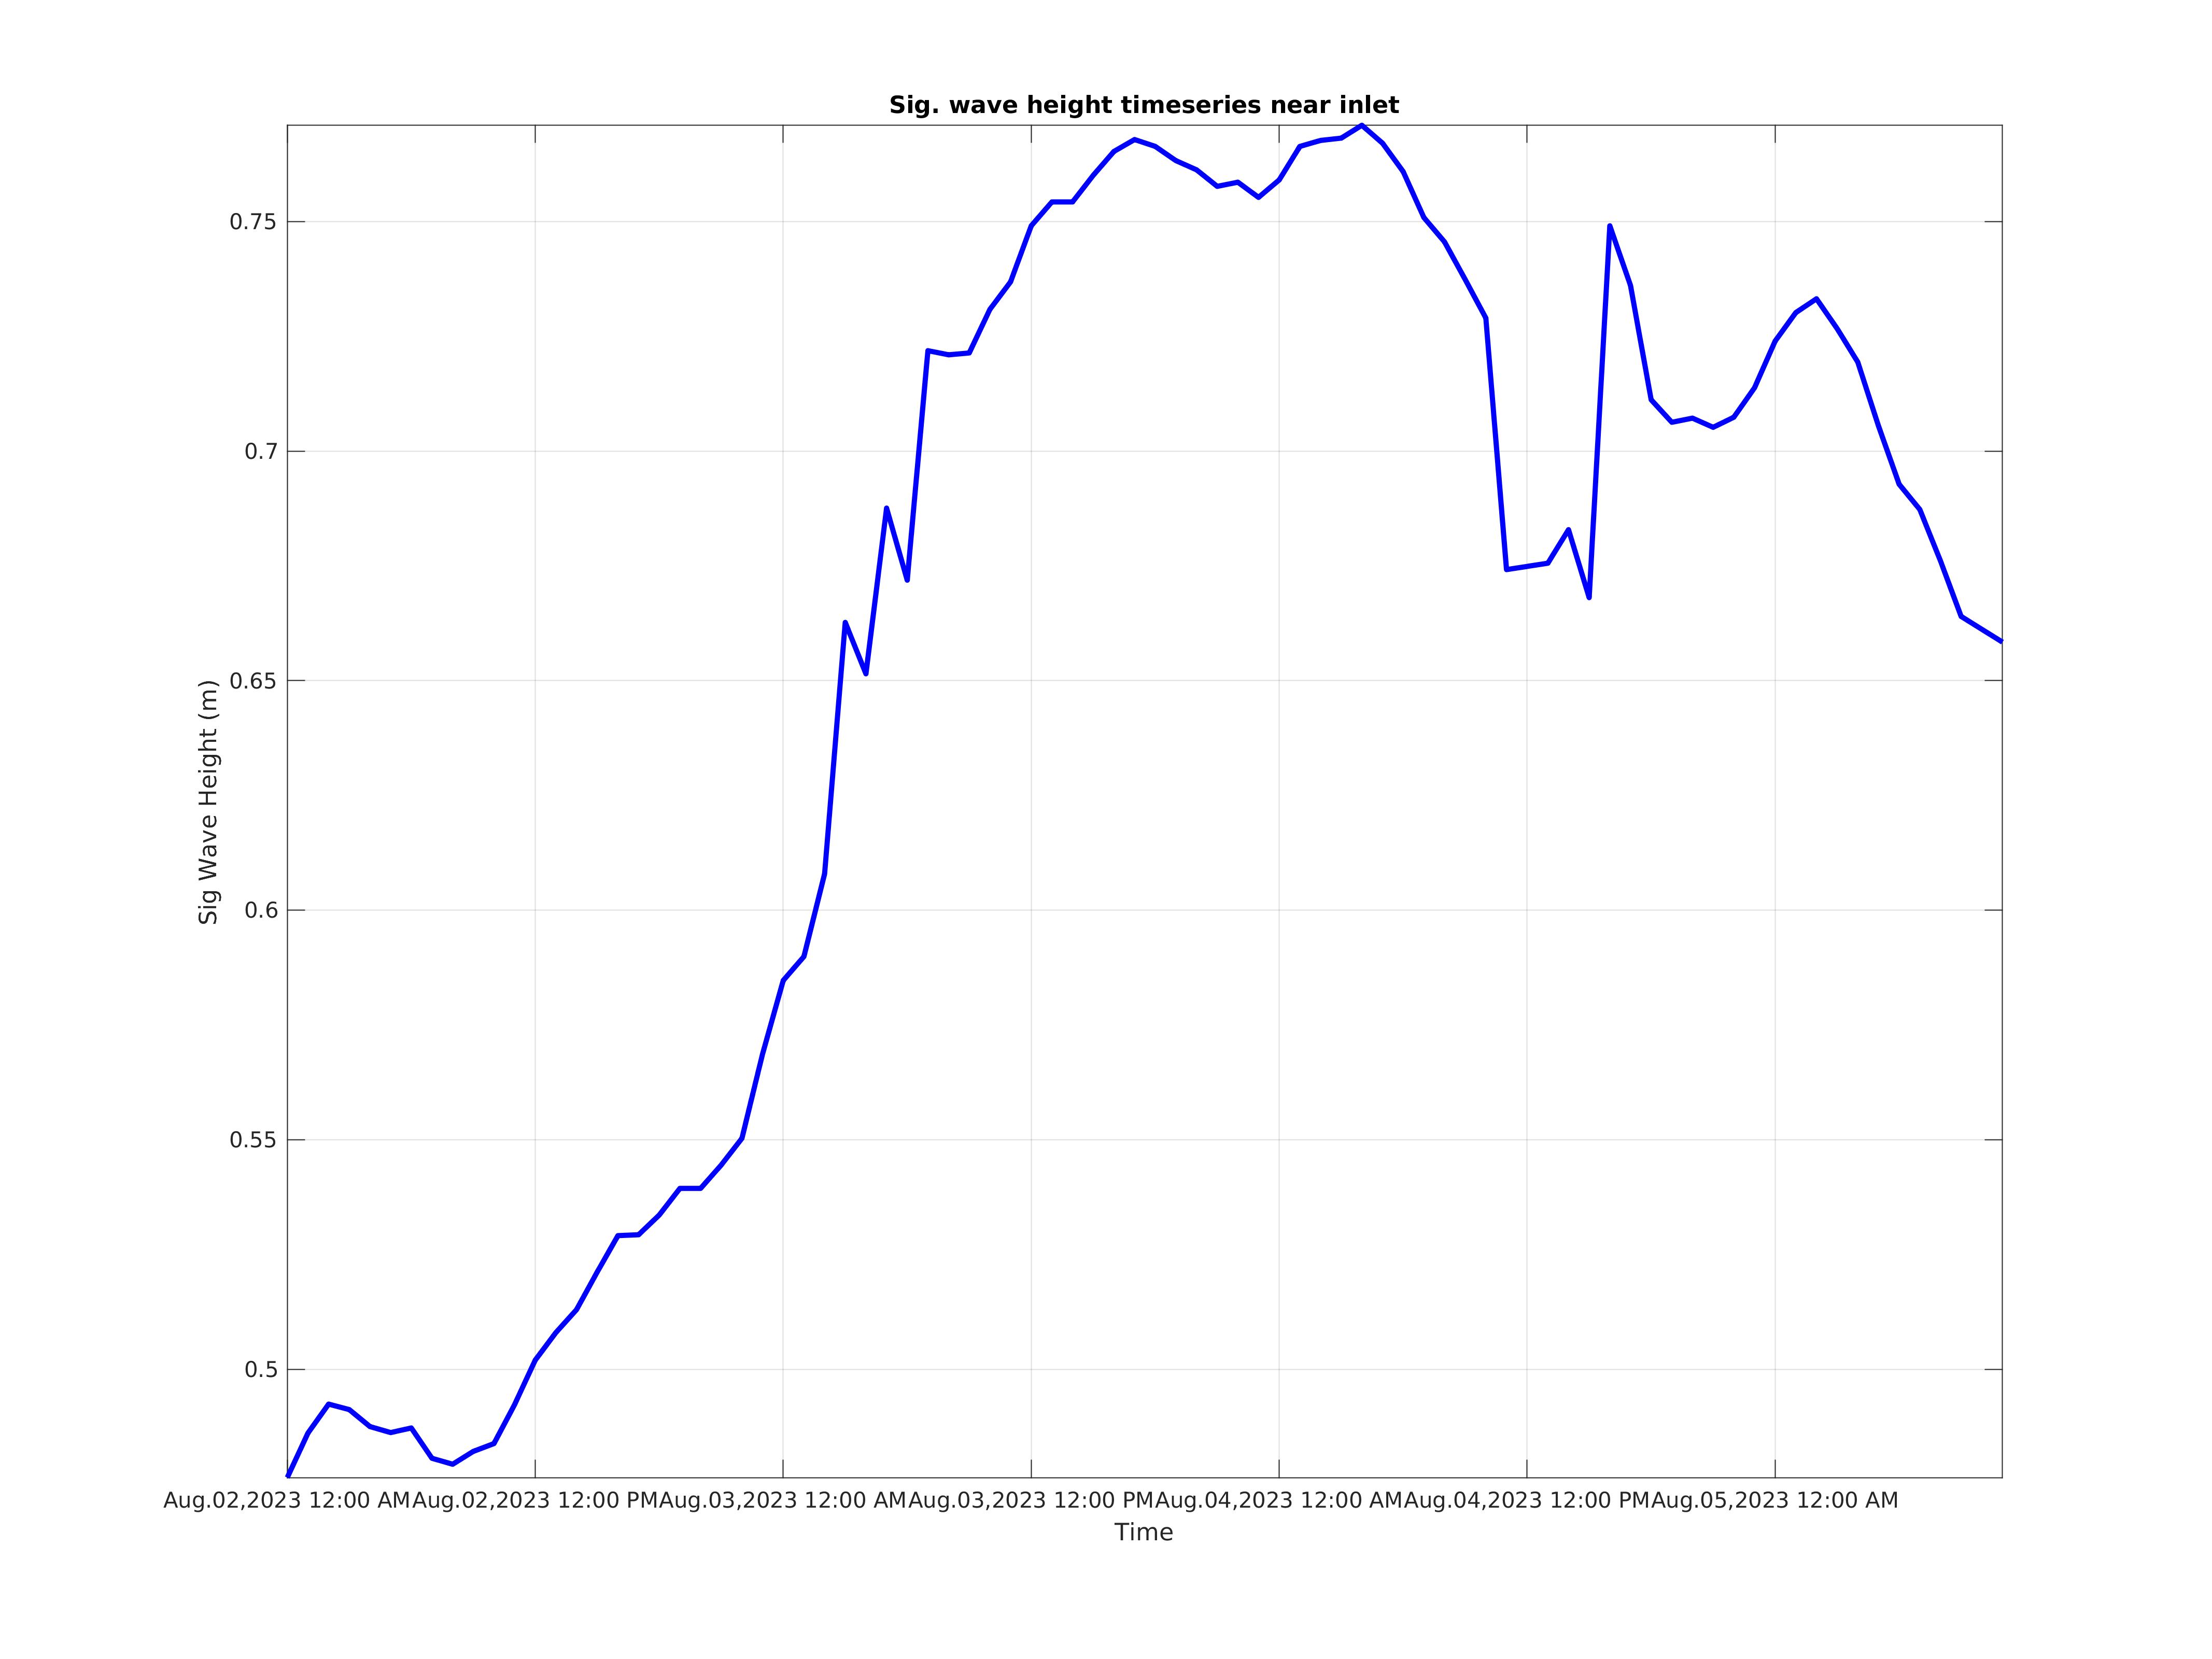 Sig. wave height timeseries near inlet
0.75
0.7
0.65
0.6
0.55
0.5
Sig Wave Height (m)
Aug.02,2023 12:00 AM Aug.02,2023 12:00 PM Aug.03,2023 12:00 AM Aug.03,2023 12:00 PM Aug.04,2023 12:00 AM Aug.04,2023 12:00 PM Aug.05,2023 12:00 AM
Time